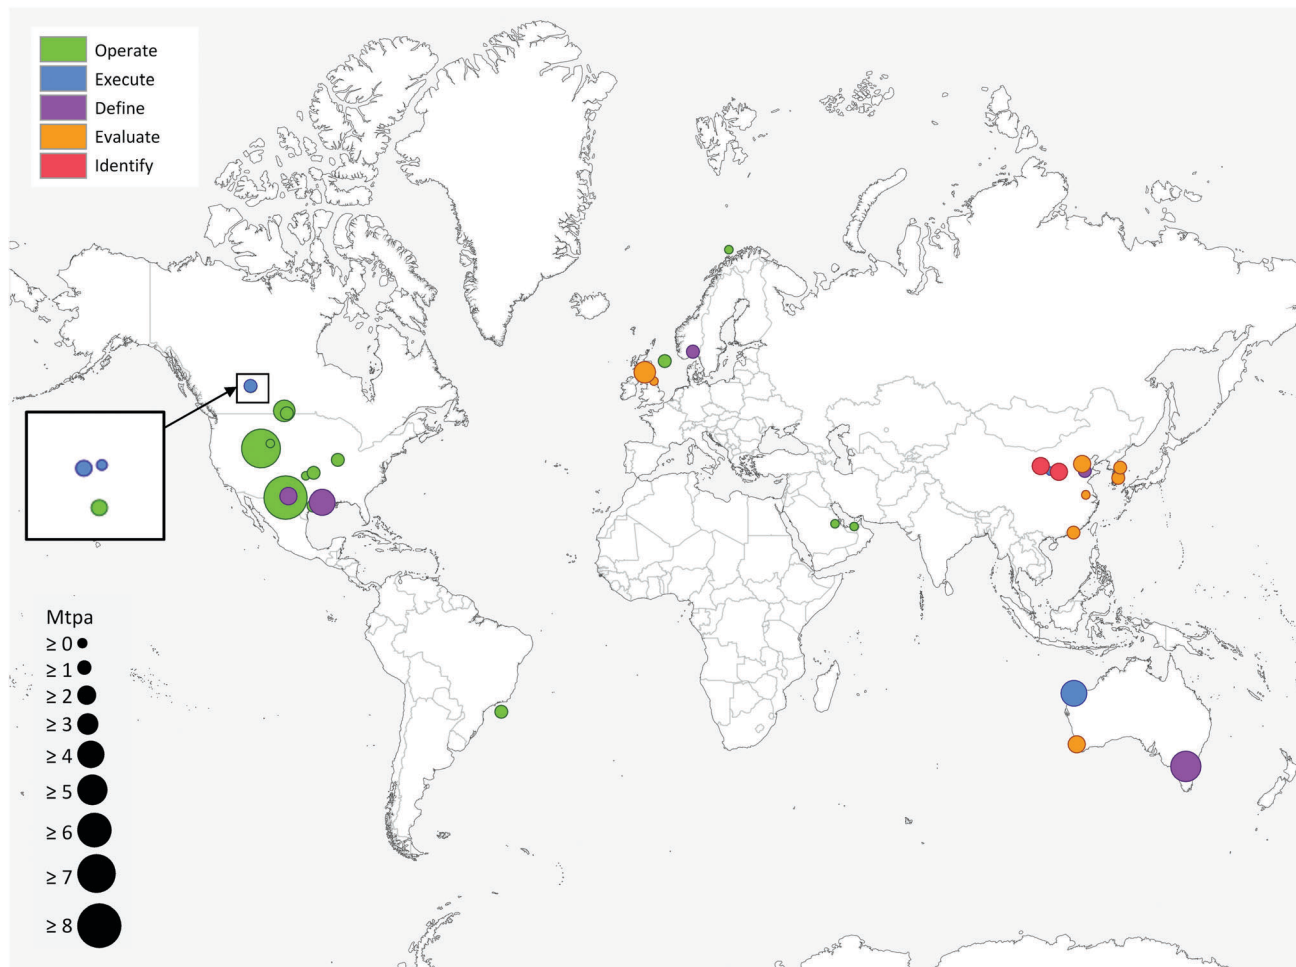 Operate
Execute
Define
Evaluate
Identify
Mtpa
≥ 0
≥ 1
≥ 2
≥ 3
≥ 4
≥ 5
≥ 6
≥ 7
≥ 8